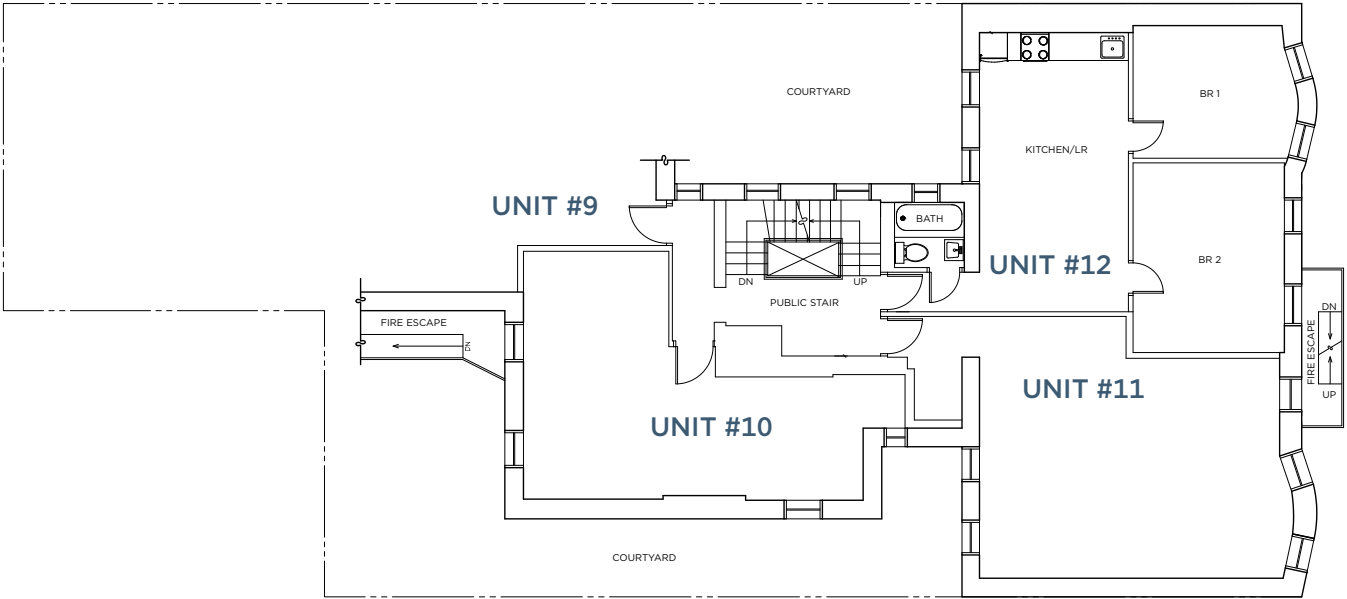 COURTYARD
BR 1
KITCHEN/LR
UNIT #9
BATH
BR 2
UNIT #12
DN
UP
PUBLIC STAIR
FIRE ESCAPE
DN
DN
FIRE ESCAPE
UP
UNIT #11
UNIT #10
COURTYARD